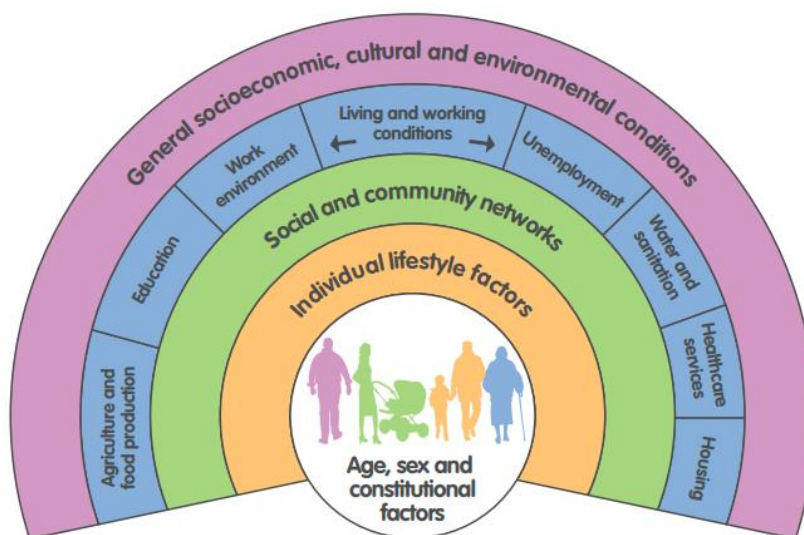 General socioeconomic, cultural and environmental conditions
Living and working
conditions
Agriculture and
food production
Education
Work
environment
Unemployment
Water and
sanitation
Healthcare
services
Housing
Social and community networks
Individual lifestyle factors
Age, sex and
constitutional
factors